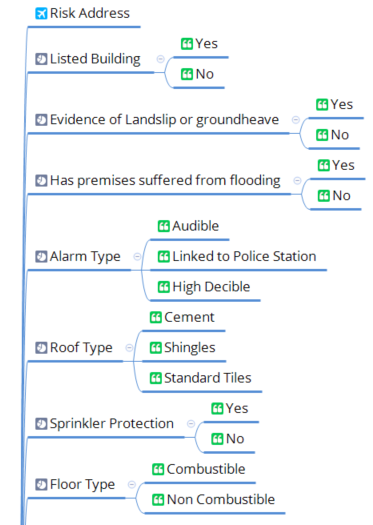 Risk Address
Listed Building
Yes
No
Evidence of Landslip or groundheave
Yes
No
Has premises suffered from flooding
Yes
No
Alarm Type
Audible
Linked to Police Station
High Decible
Roof Type
Cement
Shingles
Standard Tiles
Sprinkler Protection
Yes
No
Floor Type
Combustible
Non Combustible